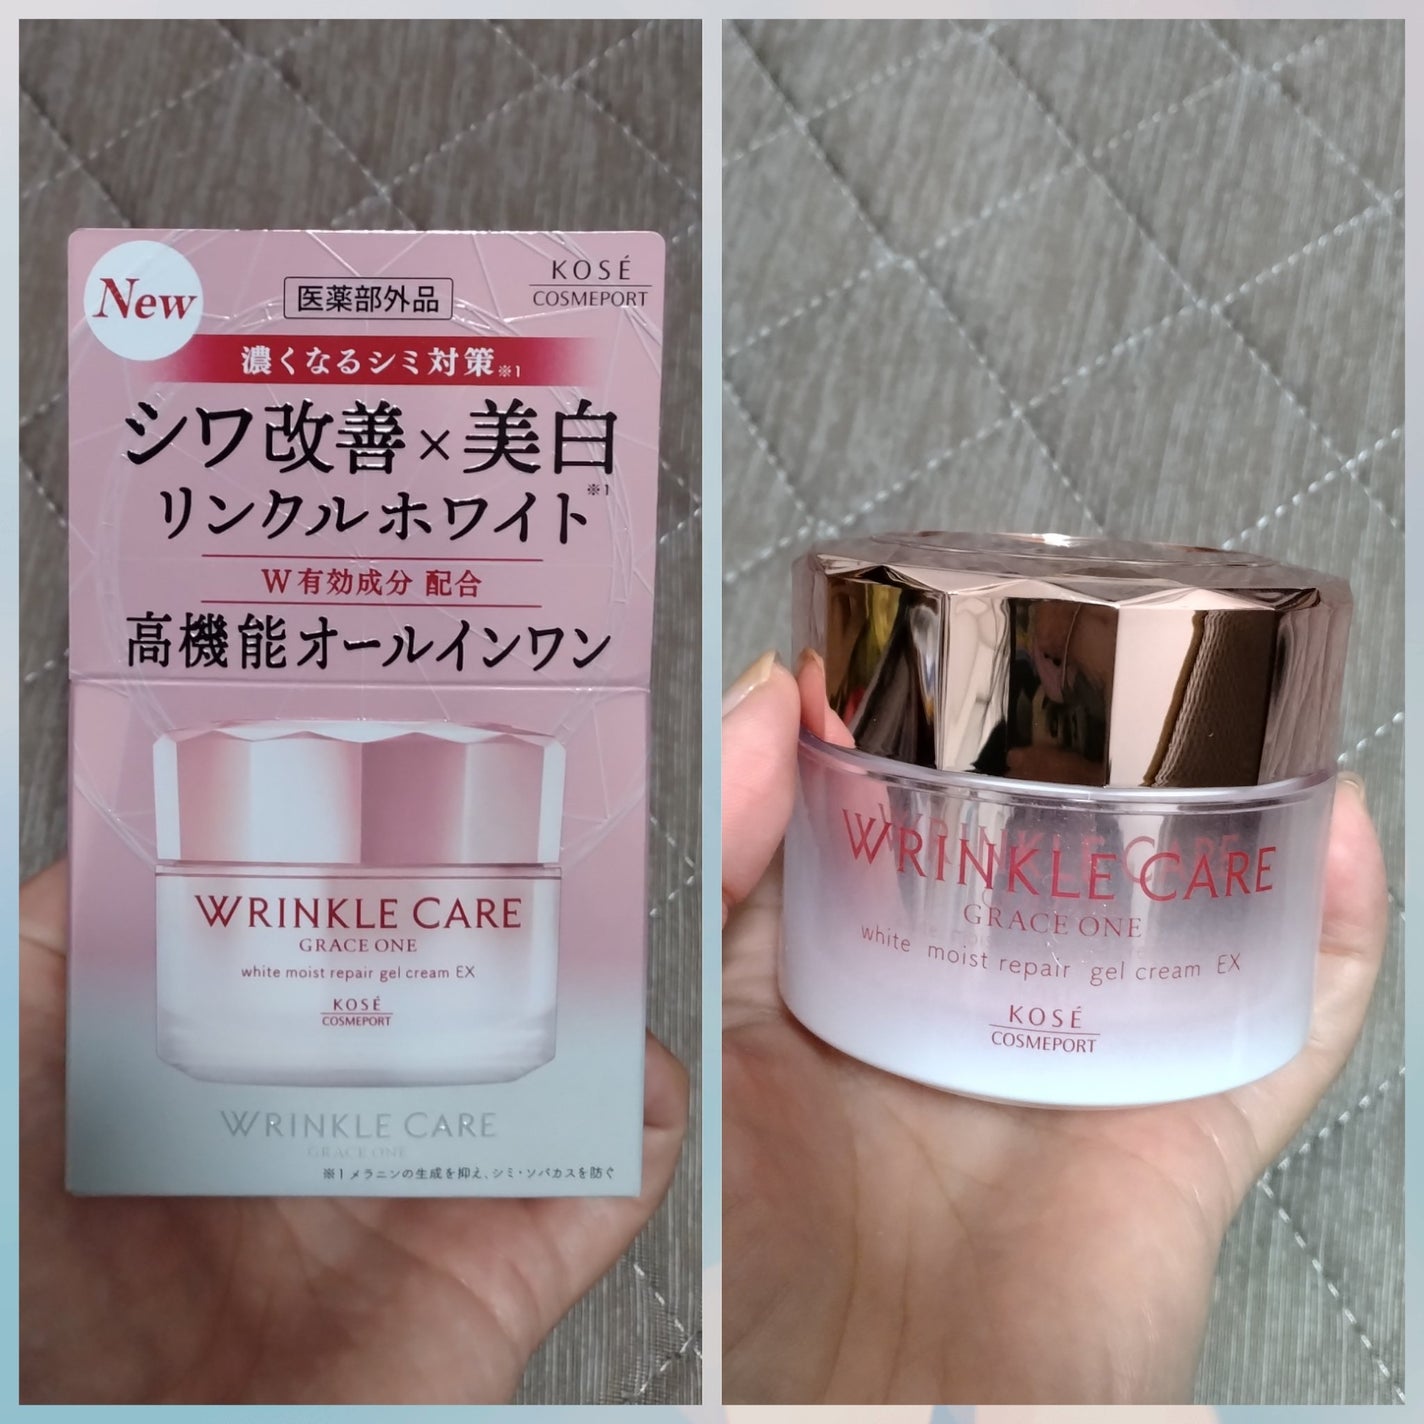 New
医薬部外品
KOSÉ
COSMEPORT
濃くなるシミ対策※1
シワ改善×美白※1
リンクルホワイト
W有効成分 配合
高機能オールインワン
WRINKLE CARE
GRACE ONE
white moist repair gel cream EX
KOSÉ
COSMEPORT
WRINKLE CARE
GRACE ONE
※1 メラニンの生成を抑え、シミ・ソバカスを防ぐ
WRINKLE CARE
GRACE ONE
white moist repair gel cream EX
KOSÉ
COSMEPORT